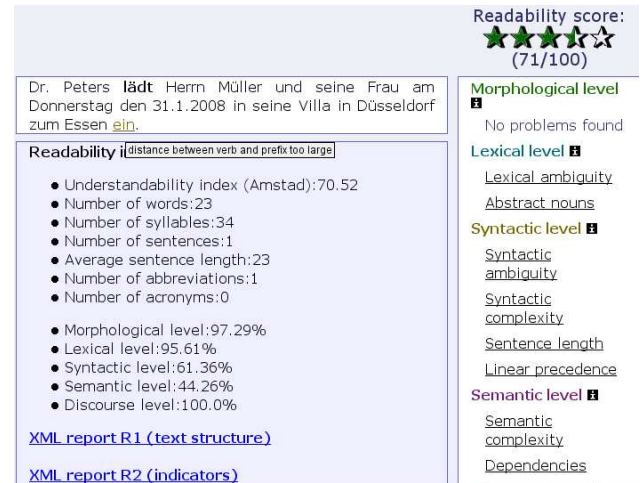 Readability score:
(71/100)
Dr. Peters lädt Herrn Müller und seine Frau am
Donnerstag den 31.1.2008 in seine Villa in Düsseldorf
zum Essen ein.
Readability i
distance between verb and prefix too large
• Understandability index (Amstad):70.52
• Number of words:23
• Number of syllables:34
• Number of sentences:1
• Average sentence length:23
• Number of abbreviations:1
• Number of acronyms:0
• Morphological level:97.29%
• Lexical level:95.61%
• Syntactic level:61.36%
• Semantic level:44.26%
• Discourse level:100.0%
XML report R1 (text structure)
XML report R2 (indicators)
Morphological level
i
No problems found
Lexical level i
Lexical ambiguity
Abstract nouns
Syntactic level i
Syntactic
ambiguity
Syntactic
complexity
Sentence length
Linear precedence
Semantic level i
Semantic
complexity
Dependencies